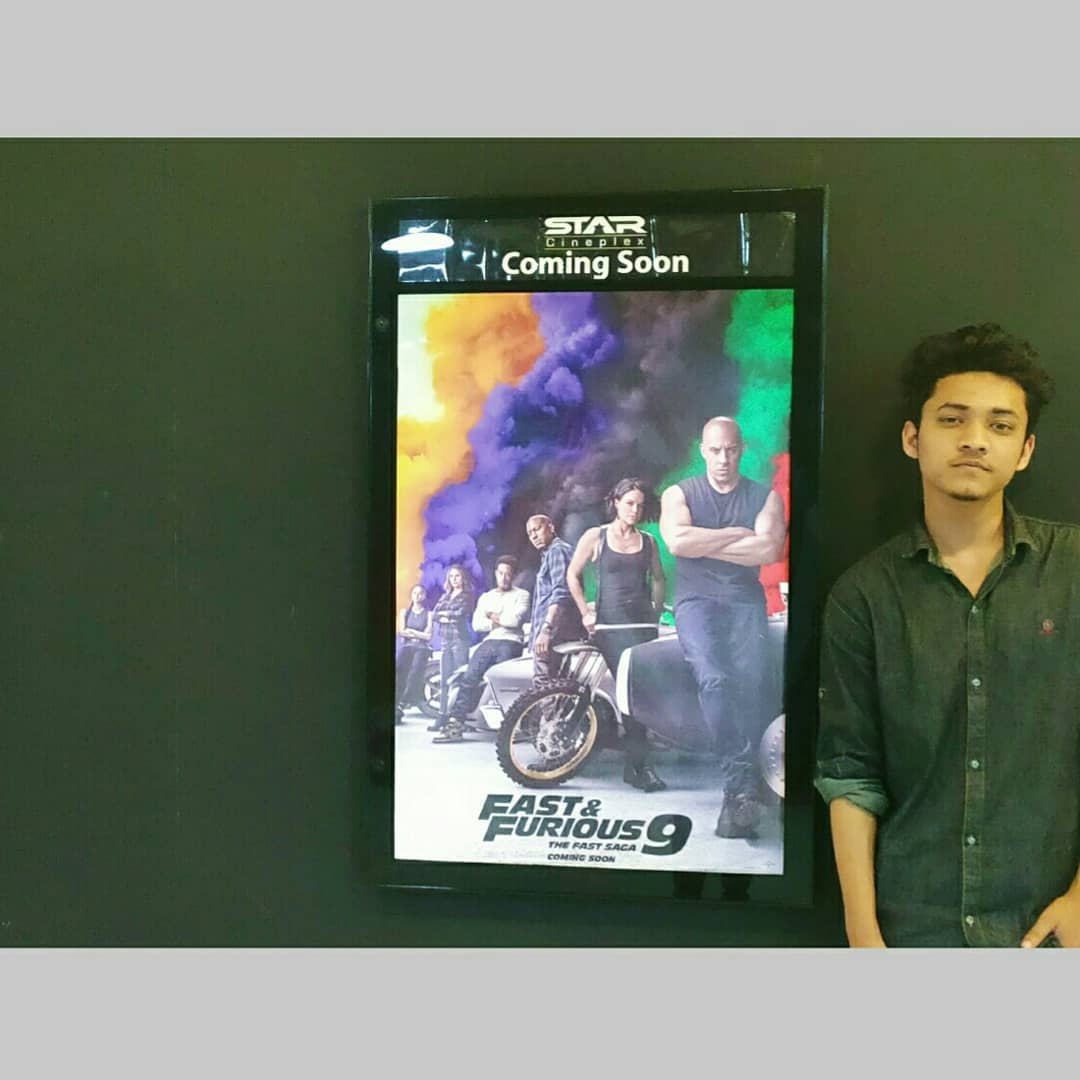 STAR
Cineplex
Coming Soon
FAST &
FURIOUS 9
THE FAST SAGA
COMING SOON